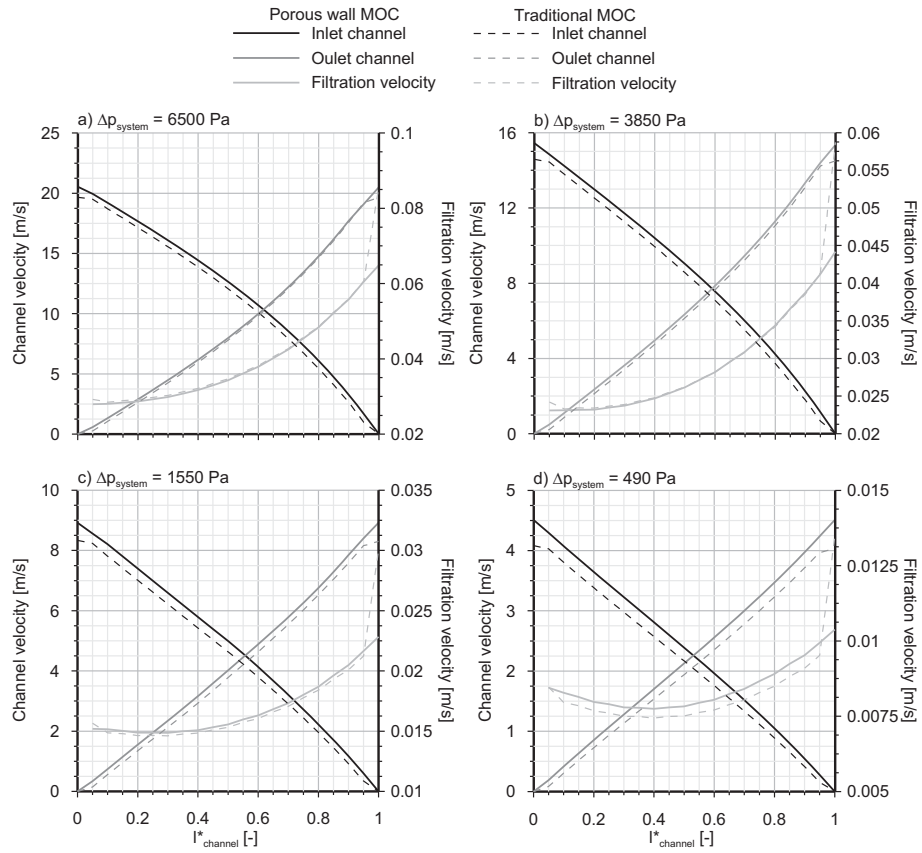 Porous wall MOC Traditional MOC
Inlet channel Inlet channel
Oulet channel Oulet channel
Filtration velocity Filtration velocity
a) Δp_system = 6500 Pa b) Δp_system = 3850 Pa
25 0.1 16 0.06
20 0.08 12 0.055
15 0.05
10 0.06 8 0.045
5 0.04 4 0.04
0 0.02 0 0.035
0.03
0.025
0.02
Channel velocity [m/s] Filtration velocity [m/s] Channel velocity [m/s] Filtration velocity [m/s]
c) Δp_system = 1550 Pa d) Δp_system = 490 Pa
10 0.035 5 0.015
8 0.03 4 0.0125
6 0.025 3 0.01
4 0.02 2 0.0075
2 0.015 1 0.005
0 0.01 0
Channel velocity [m/s] Filtration velocity [m/s] Channel velocity [m/s] Filtration velocity [m/s]
0 0.2 0.4 0.6 0.8 1 0 0.2 0.4 0.6 0.8 1
l*channel [-] l*channel [-]